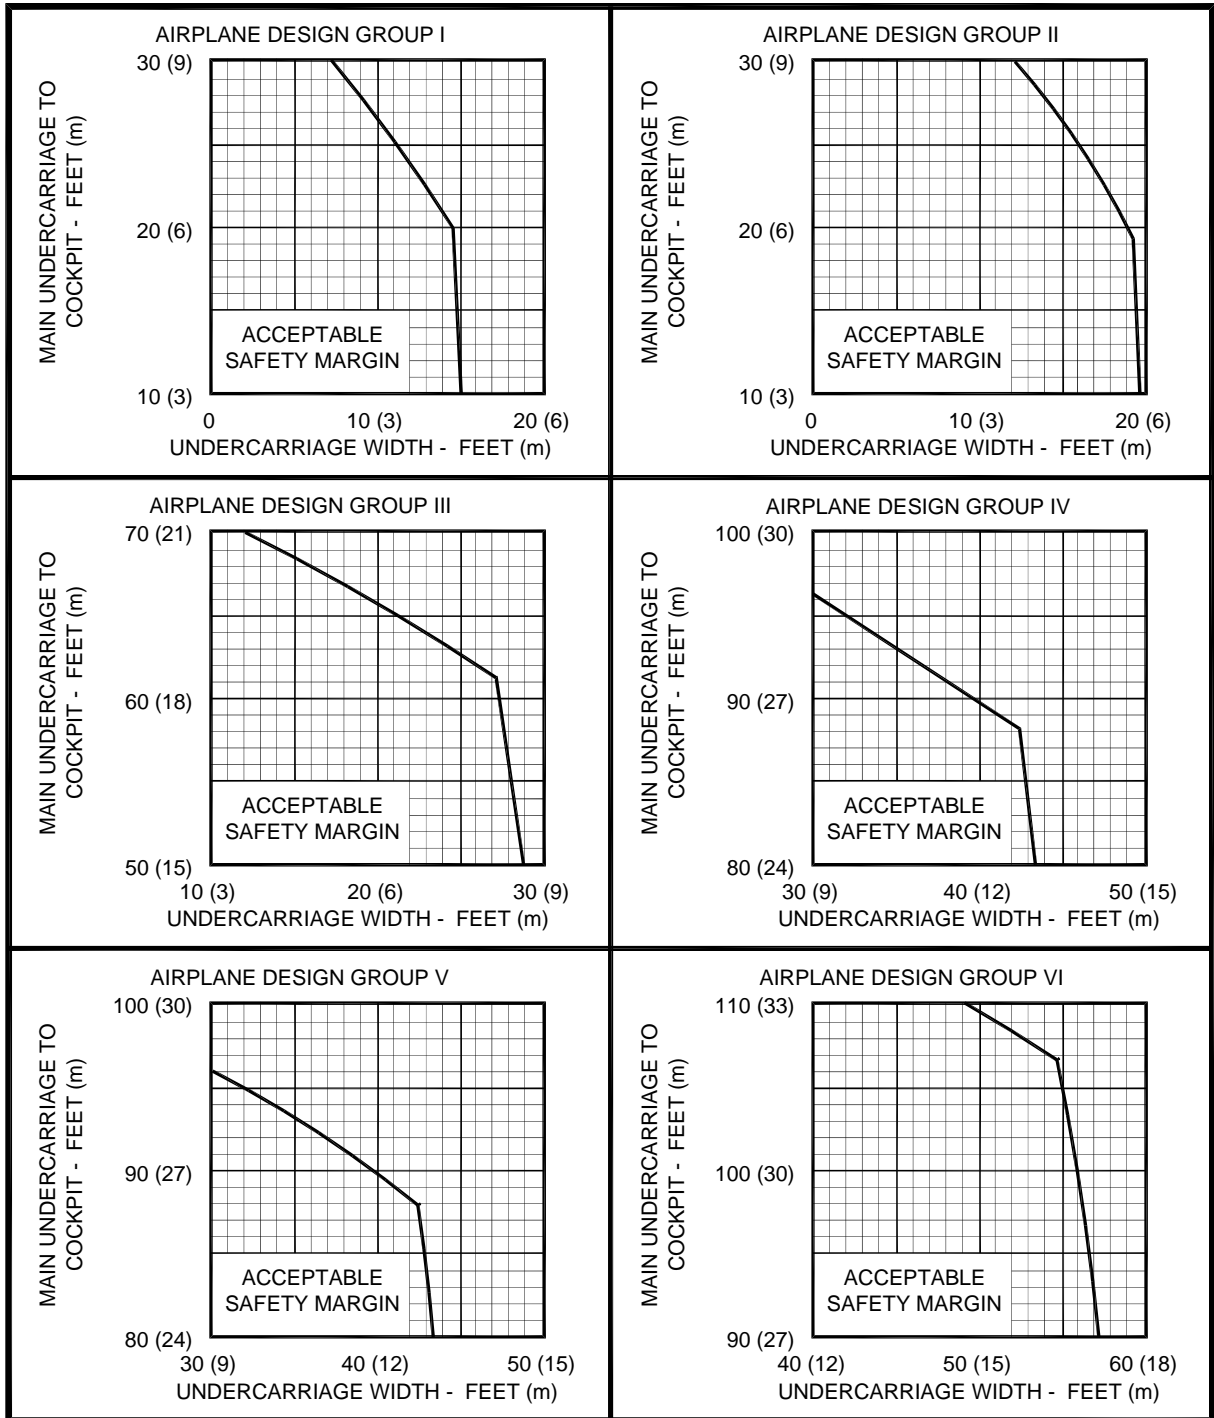 AIRPLANE DESIGN GROUP I
MAIN UNDERCARRIAGE TO
COCKPIT - FEET (m)
30 (9)
20 (6)
10 (3)
ACCEPTABLE
SAFETY MARGIN
0 10 (3) 20 (6)
UNDERCARRIAGE WIDTH - FEET (m)
AIRPLANE DESIGN GROUP II
MAIN UNDERCARRIAGE TO
COCKPIT - FEET (m)
30 (9)
20 (6)
10 (3)
ACCEPTABLE
SAFETY MARGIN
0 10 (3) 20 (6)
UNDERCARRIAGE WIDTH - FEET (m)
AIRPLANE DESIGN GROUP III
MAIN UNDERCARRIAGE TO
COCKPIT - FEET (m)
70 (21)
60 (18)
50 (15)
ACCEPTABLE
SAFETY MARGIN
10 (3) 20 (6) 30 (9)
UNDERCARRIAGE WIDTH - FEET (m)
AIRPLANE DESIGN GROUP IV
MAIN UNDERCARRIAGE TO
COCKPIT - FEET (m)
100 (30)
90 (27)
80 (24)
ACCEPTABLE
SAFETY MARGIN
30 (9) 40 (12) 50 (15)
UNDERCARRIAGE WIDTH - FEET (m)
AIRPLANE DESIGN GROUP V
MAIN UNDERCARRIAGE TO
COCKPIT - FEET (m)
100 (30)
90 (27)
80 (24)
ACCEPTABLE
SAFETY MARGIN
30 (9) 40 (12) 50 (15)
UNDERCARRIAGE WIDTH - FEET (m)
AIRPLANE DESIGN GROUP VI
MAIN UNDERCARRIAGE TO
COCKPIT - FEET (m)
110 (33)
100 (30)
90 (27)
ACCEPTABLE
SAFETY MARGIN
40 (12) 50 (15) 60 (18)
UNDERCARRIAGE WIDTH - FEET (m)